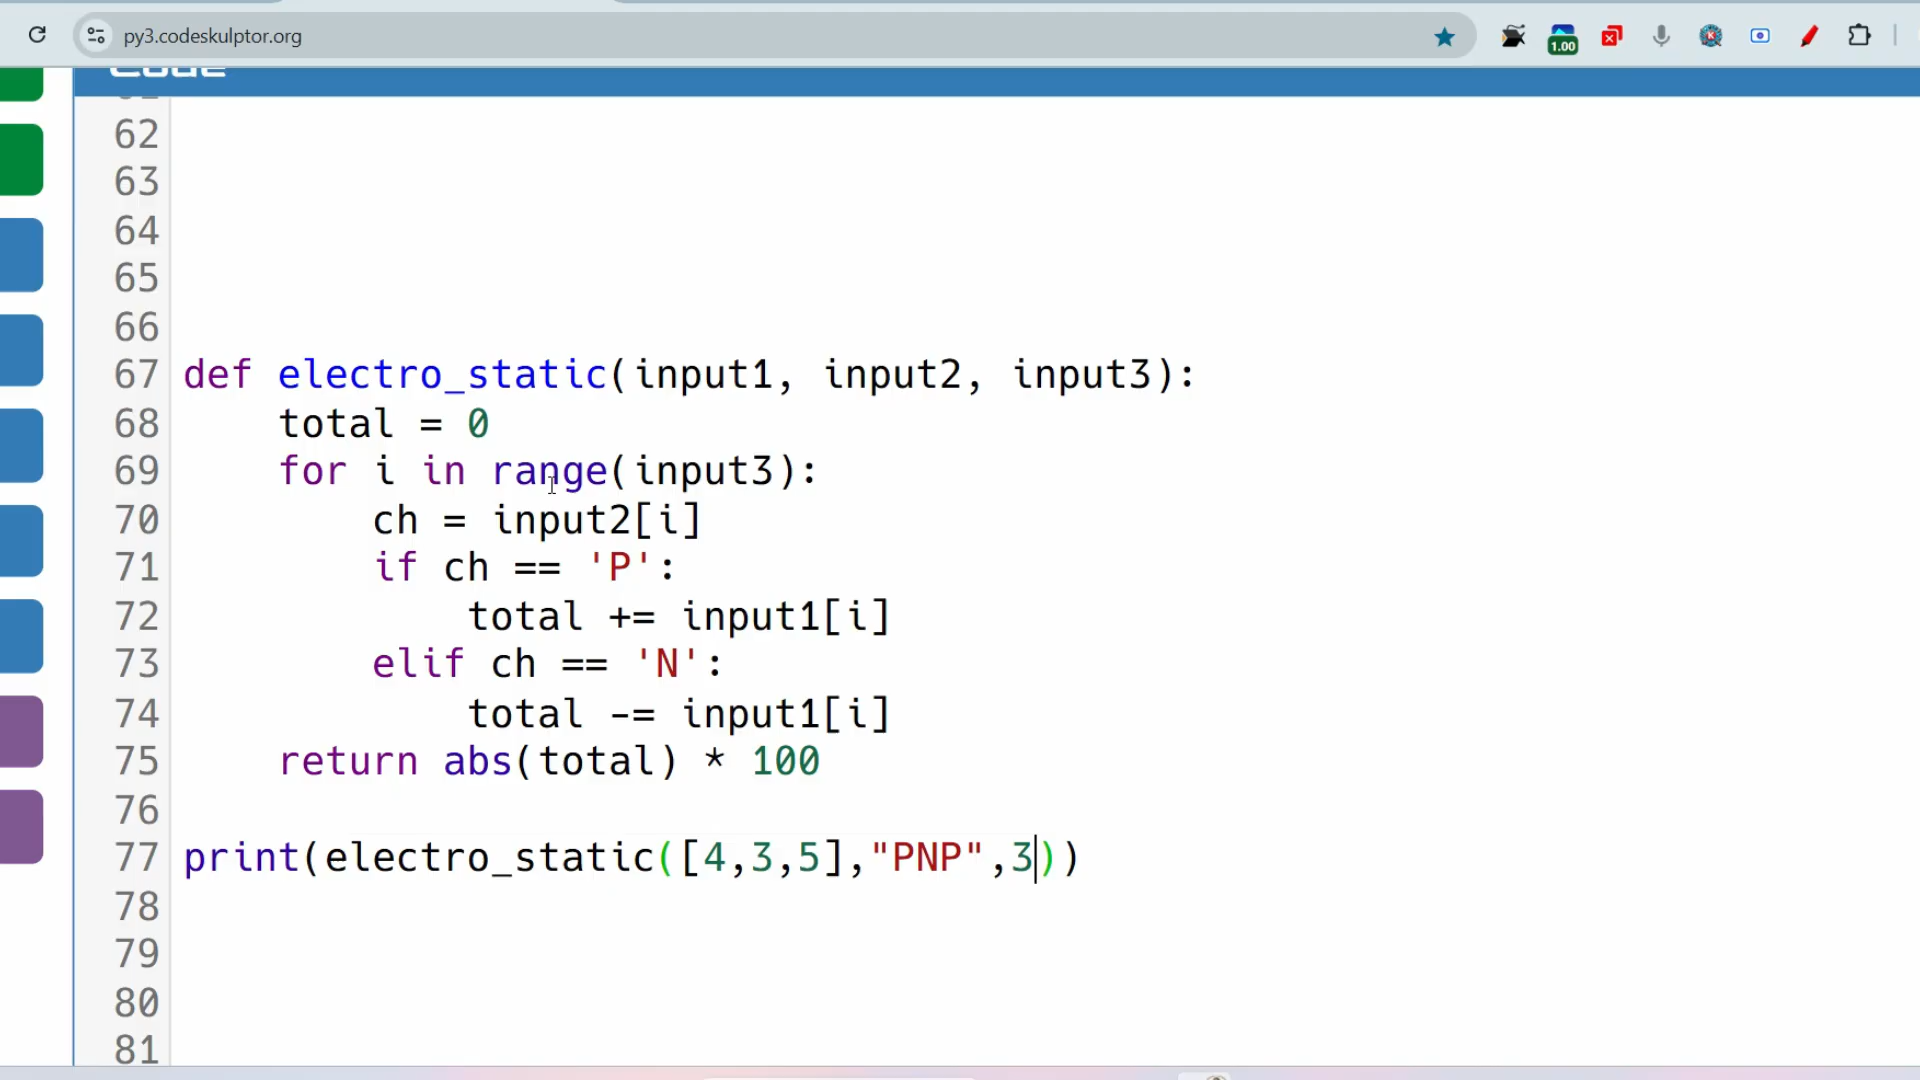 py3.codeskulptor.org
1.00
Code
62
63
64
65
66
67 def electro_static(input1, input2, input3):
68     total = 0
69     for i in range(input3):
70         ch = input2[i]
71         if ch == 'P':
72             total += input1[i]
73         elif ch == 'N':
74             total -= input1[i]
75     return abs(total) * 100
76
77 print(electro_static([4,3,5],"PNP",3))
78
79
80
81